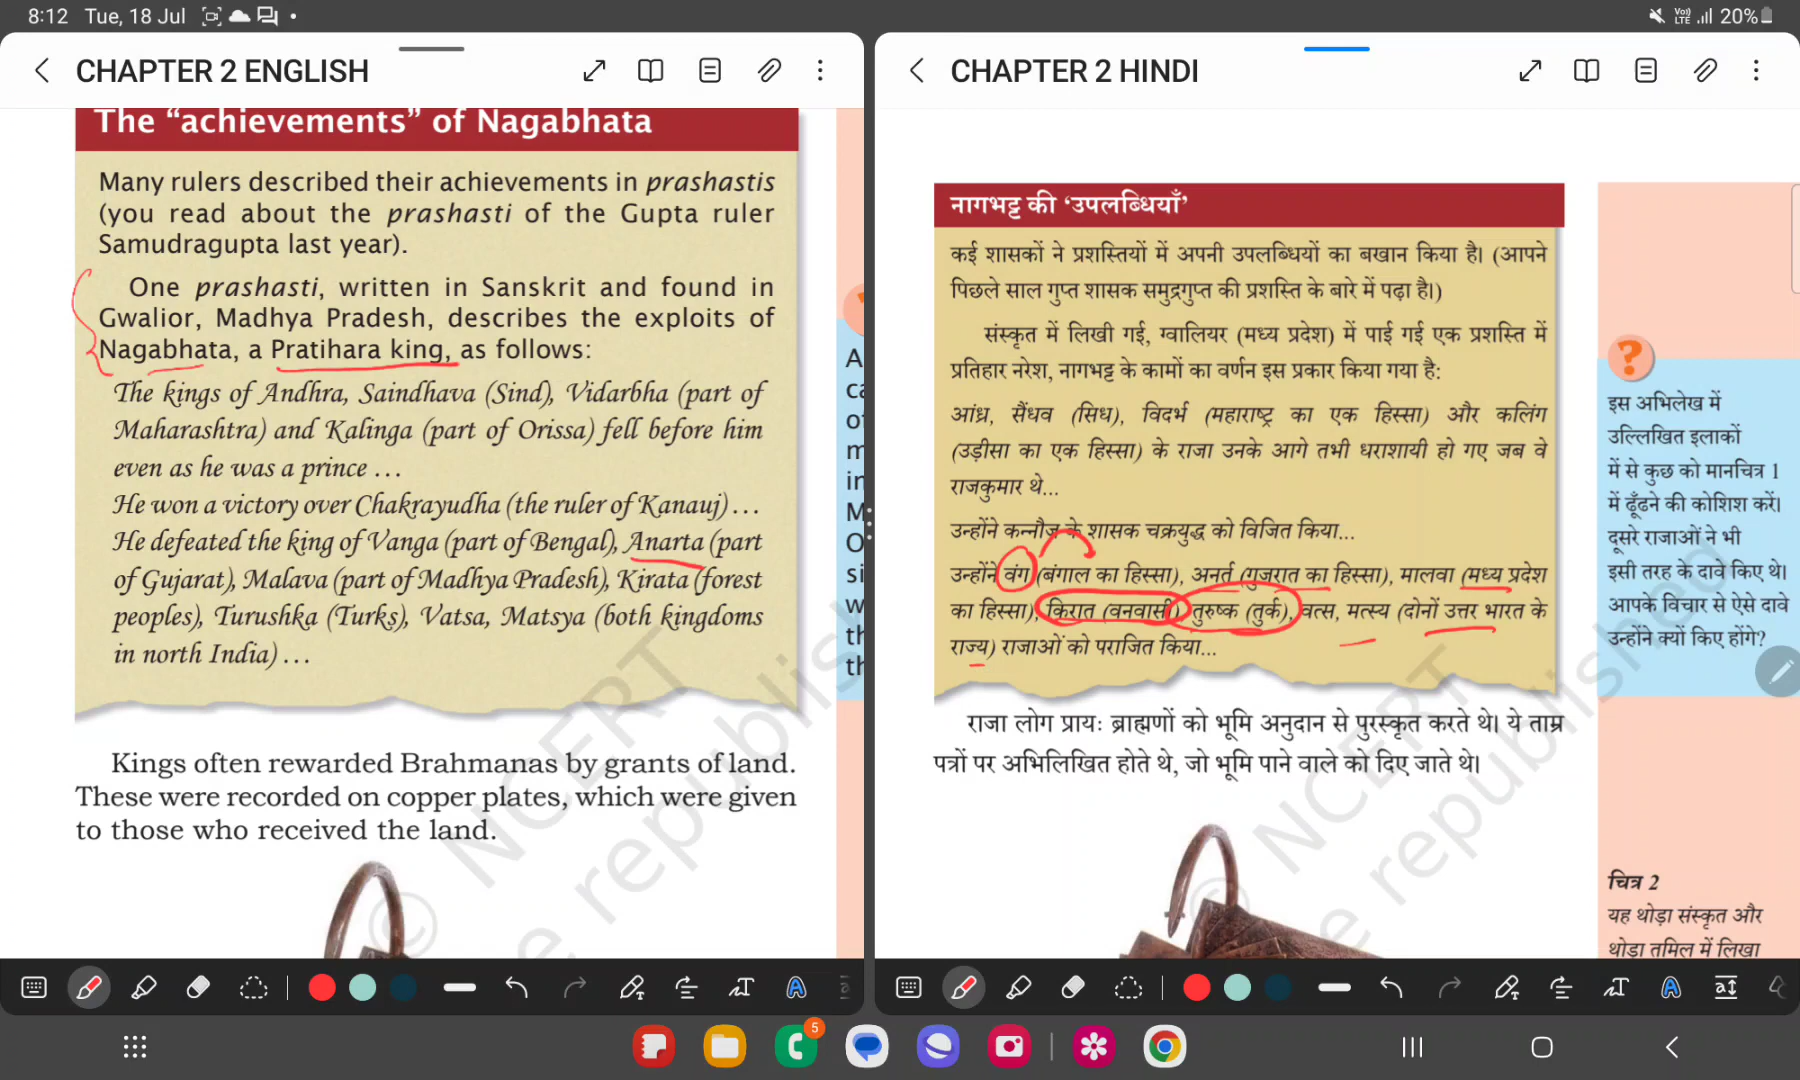 8:12 Tue, 18 Jul
VoD LTE 20%
CHAPTER 2 ENGLISH
The “achievements” of Nagabhata
Many rulers described their achievements in prashastis
(you read about the prashasti of the Gupta ruler
Samudragupta last year).
One prashasti, written in Sanskrit and found in
Gwalior, Madhya Pradesh, describes the exploits of
Nagabhata, a Pratihara king, as follows:
The kings of Andhra, Saindhava (Sind), Vidarbha (part of
Maharashtra) and Kalinga (part of Orissa) fell before him
even as he was a prince …
He won a victory over Chakrayudha (the ruler of Kanauj) …
He defeated the king of Vanga (part of Bengal), Anarta (part
of Gujarat), Malava (part of Madhya Pradesh), Kirata (forest
peoples), Turushka (Turks), Vatsa, Matsya (both kingdoms
in north India) …
Kings often rewarded Brahmanas by grants of land.
These were recorded on copper plates, which were given
to those who received the land.
© NCERT
e republish
CHAPTER 2 HINDI
नागभट्ट की ‘उपलब्धियाँ’
कई शासकों ने प्रशस्तियों में अपनी उपलब्धियों का बखान किया है। (आपने
पिछले साल गुप्त शासक समुद्रगुप्त की प्रशस्ति के बारे में पढ़ा है।)
संस्कृत में लिखी गई, ग्वालियर (मध्य प्रदेश) में पाई गई एक प्रशस्ति में
प्रतिहार नरेश, नागभट्ट के कामों का वर्णन इस प्रकार किया गया है:
आंध्र, सैंधव (सिंध), विदर्भ (महाराष्ट्र का एक हिस्सा) और कलिंग
(उड़ीसा का एक हिस्सा) के राजा उनके आगे तभी धराशायी हो गए जब वे
राजकुमार थे…
उन्होंने कन्नौज के शासक चक्रयुद्ध को विजित किया…
उन्होंने वंग (बंगाल का हिस्सा), अनर्त (गुजरात का हिस्सा), मालवा (मध्य प्रदेश
का हिस्सा), किरात (वनवासी), तुरुष्क (तुर्क), वत्स, मत्स्य (दोनों उत्तर भारत के
राज्य) राजाओं को पराजित किया…
राजा लोग प्रायः ब्राह्मणों को भूमि अनुदान से पुरस्कृत करते थे। ये ताम्र
पत्रों पर अभिलिखित होते थे, जो भूमि पाने वाले को दिए जाते थे।
?
इस अभिलेख में
उल्लिखित इलाकों
में से कुछ को मानचित्र 1
में ढूँढने की कोशिश करें।
दूसरे राजाओं ने भी
इसी तरह के दावे किए थे।
आपके विचार से ऐसे दावे
उन्होंने क्यों किए होंगे?
चित्र 2
यह थोड़ा संस्कृत और
थोड़ा तमिल में लिखा
© NCERT
e republished
5